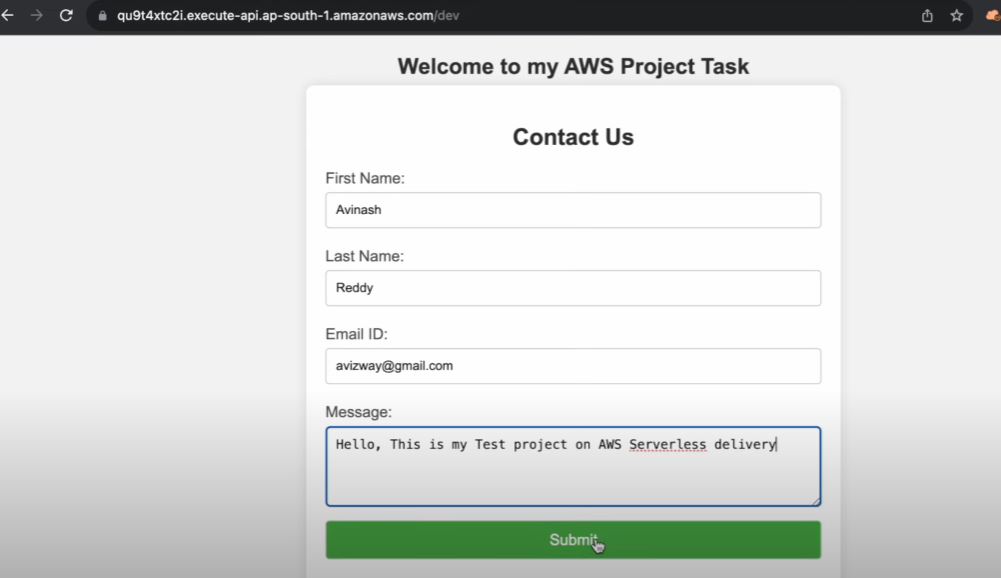 qu9t4xtc2i.execute-api.ap-south-1.amazonaws.com/dev
Welcome to my AWS Project Task
Contact Us
First Name:
Avinash
Last Name:
Reddy
Email ID:
avizway@gmail.com
Message:
Hello, This is my Test project on AWS Serverless delivery
Submit